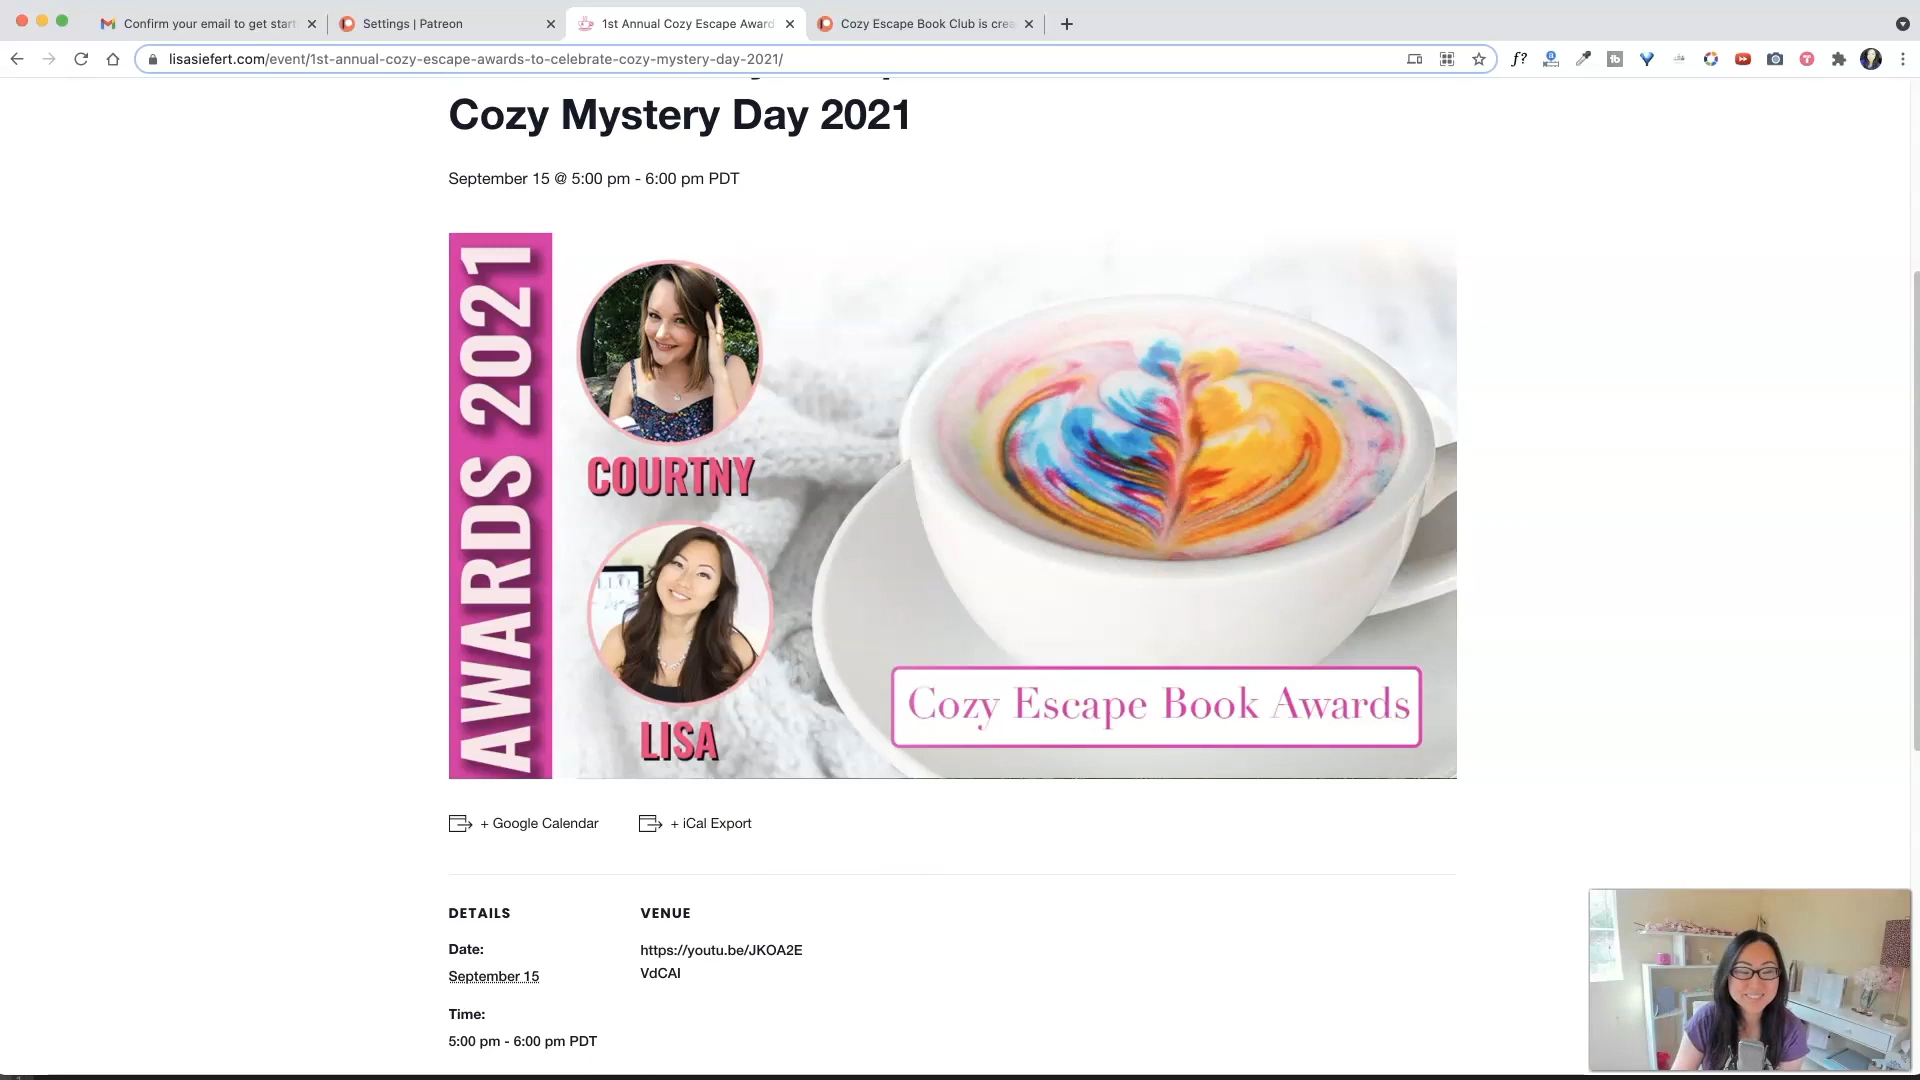 Confirm your email to get start
Settings | Patreon
1st Annual Cozy Escape Award
Cozy Escape Book Club is crea
lisasiefert.com/event/1st-annual-cozy-escape-awards-to-celebrate-cozy-mystery-day-2021/
f?
Cozy Mystery Day 2021
September 15 @ 5:00 pm - 6:00 pm PDT
AWARDS 2021
COURTNY
LISA
Cozy Escape Book Awards
+ Google Calendar
+ iCal Export
DETAILS
Date:
September 15
Time:
5:00 pm - 6:00 pm PDT
VENUE
https://youtu.be/JKOA2E
VdCAI